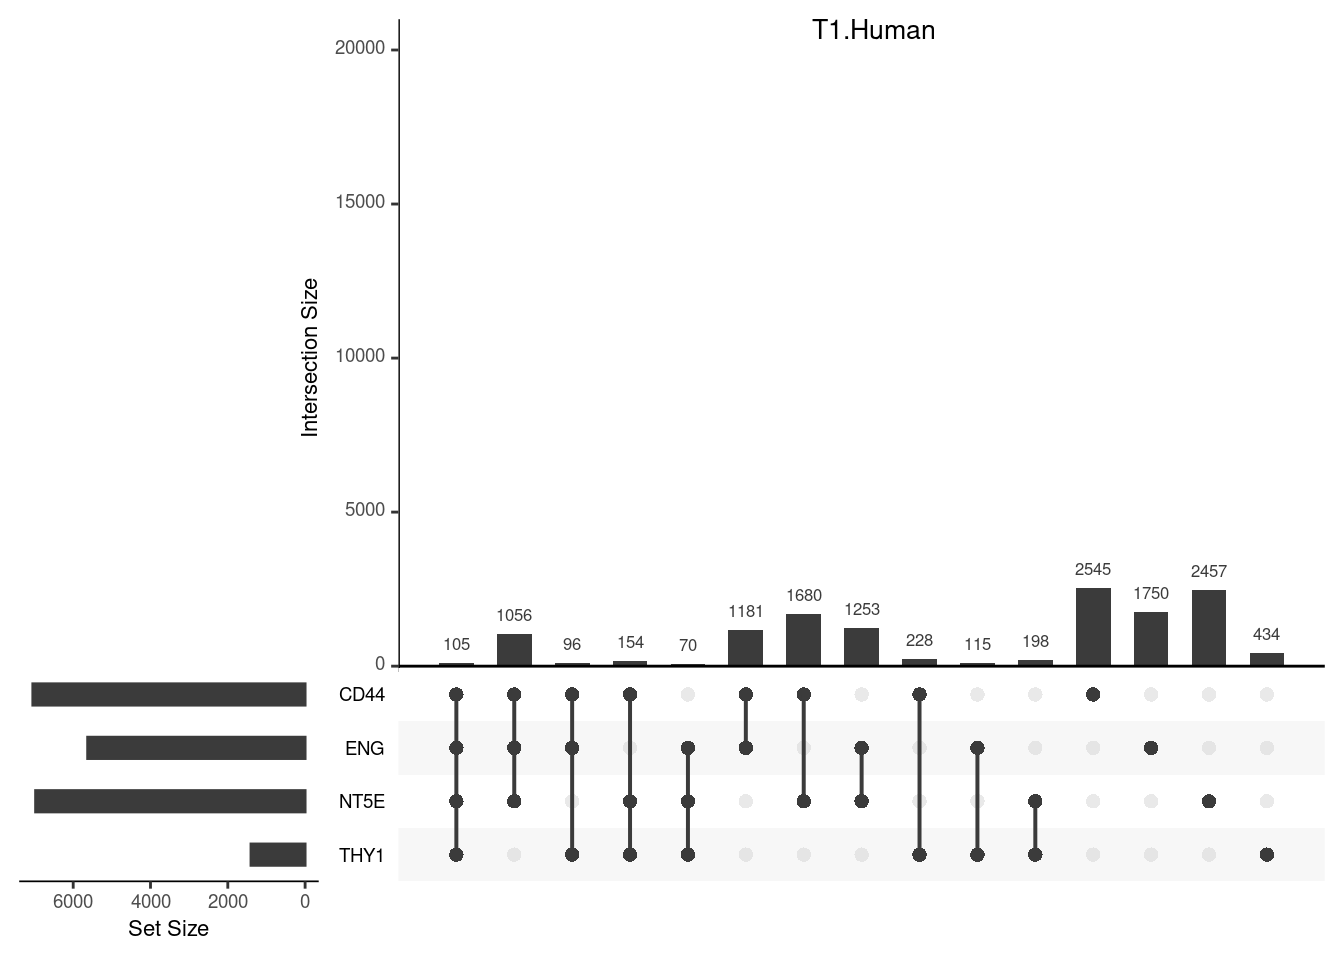 T1.Human
20000
15000
10000
5000
0
Intersection Size
105 1056 96 154 70 1181 1680 1253 228 115 198 2545 1750 2457 434
CD44
ENG
NT5E
THY1
6000 4000 2000 0
Set Size